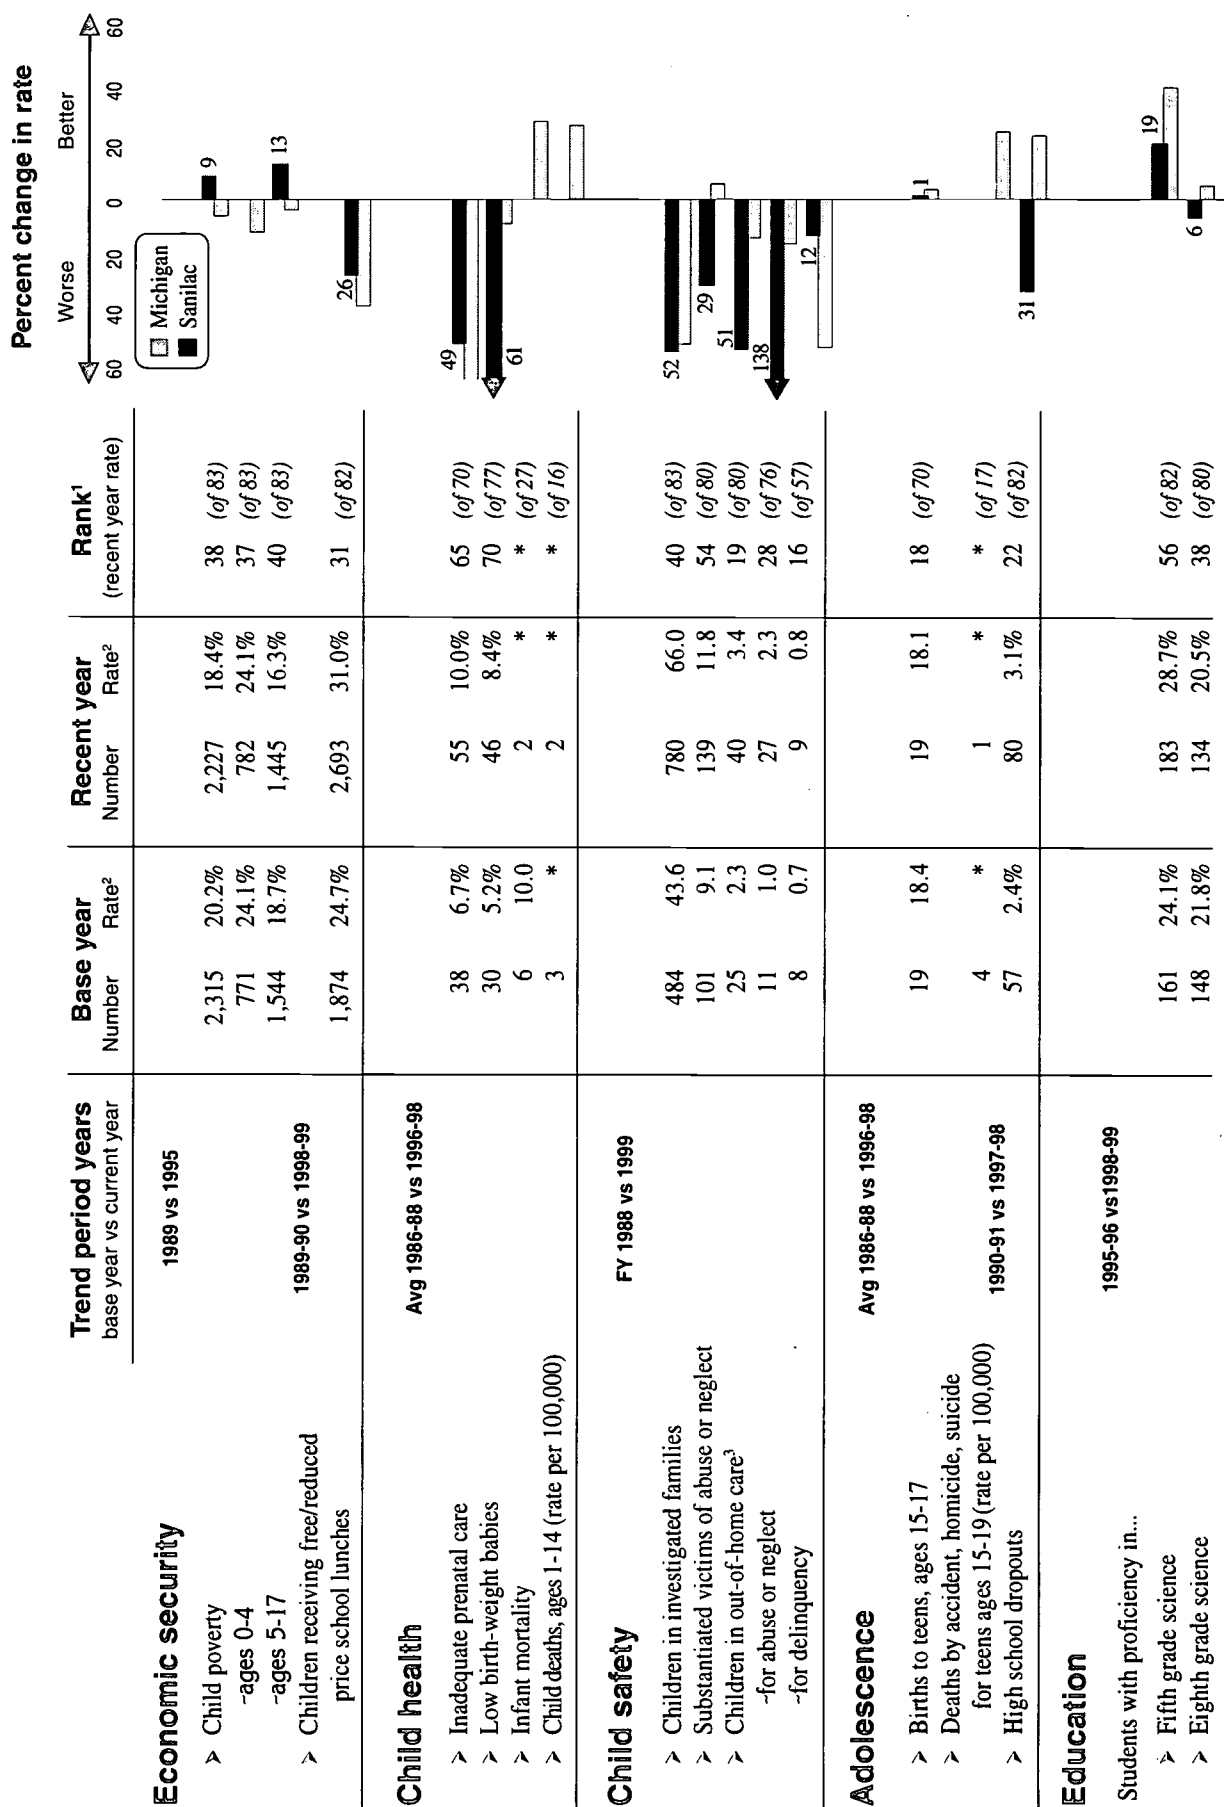 Trend period years Base year Recent year Rank¹ Percent change in rate
base year vs current year Number Rate² Number Rate² (recent year rate) Worse Better
60 40 20 0 20 40 60
Michigan
Sanilac
Economic security
1989 vs 1995
➢ Child poverty 2,315 20.2% 2,227 18.4% 38 (of 83) 9
-ages 0-4 771 24.1% 782 24.1% 37 (of 83)
-ages 5-17 1,544 18.7% 1,445 16.3% 40 (of 83) 13
➢ Children receiving free/reduced 1989-90 vs 1998-99
price school lunches 1,874 24.7% 2,693 31.0% 31 (of 82) 26
Child health
Avg 1986-88 vs 1996-98
➢ Inadequate prenatal care 38 6.7% 55 10.0% 65 (of 70) 49
➢ Low birth-weight babies 30 5.2% 46 8.4% 70 (of 77) 61
➢ Infant mortality 6 10.0 2 * * (of 27)
➢ Child deaths, ages 1-14 (rate per 100,000) 3 * 2 * * (of 16)
Child safety
FY 1988 vs 1999
➢ Children in investigated families 484 43.6 780 66.0 40 (of 83) 52
➢ Substantiated victims of abuse or neglect 101 9.1 139 11.8 54 (of 80) 29
➢ Children in out-of-home care³ 25 2.3 40 3.4 19 (of 80) 51
-for abuse or neglect 11 1.0 27 2.3 28 (of 76) 138
-for delinquency 8 0.7 9 0.8 16 (of 57) 12
Adolescence
Avg 1986-88 vs 1996-98
➢ Births to teens, ages 15-17 19 18.4 19 18.1 18 (of 70) 1
➢ Deaths by accident, homicide, suicide
for teens ages 15-19 (rate per 100,000) 4 * 1 * * (of 17)
➢ High school dropouts 1990-91 vs 1997-98 57 2.4% 80 3.1% 22 (of 82) 31
Education
1995-96 vs1998-99
Students with proficiency in...
➢ Fifth grade science 161 24.1% 183 28.7% 56 (of 82) 19
➢ Eighth grade science 148 21.8% 134 20.5% 38 (of 80) 6